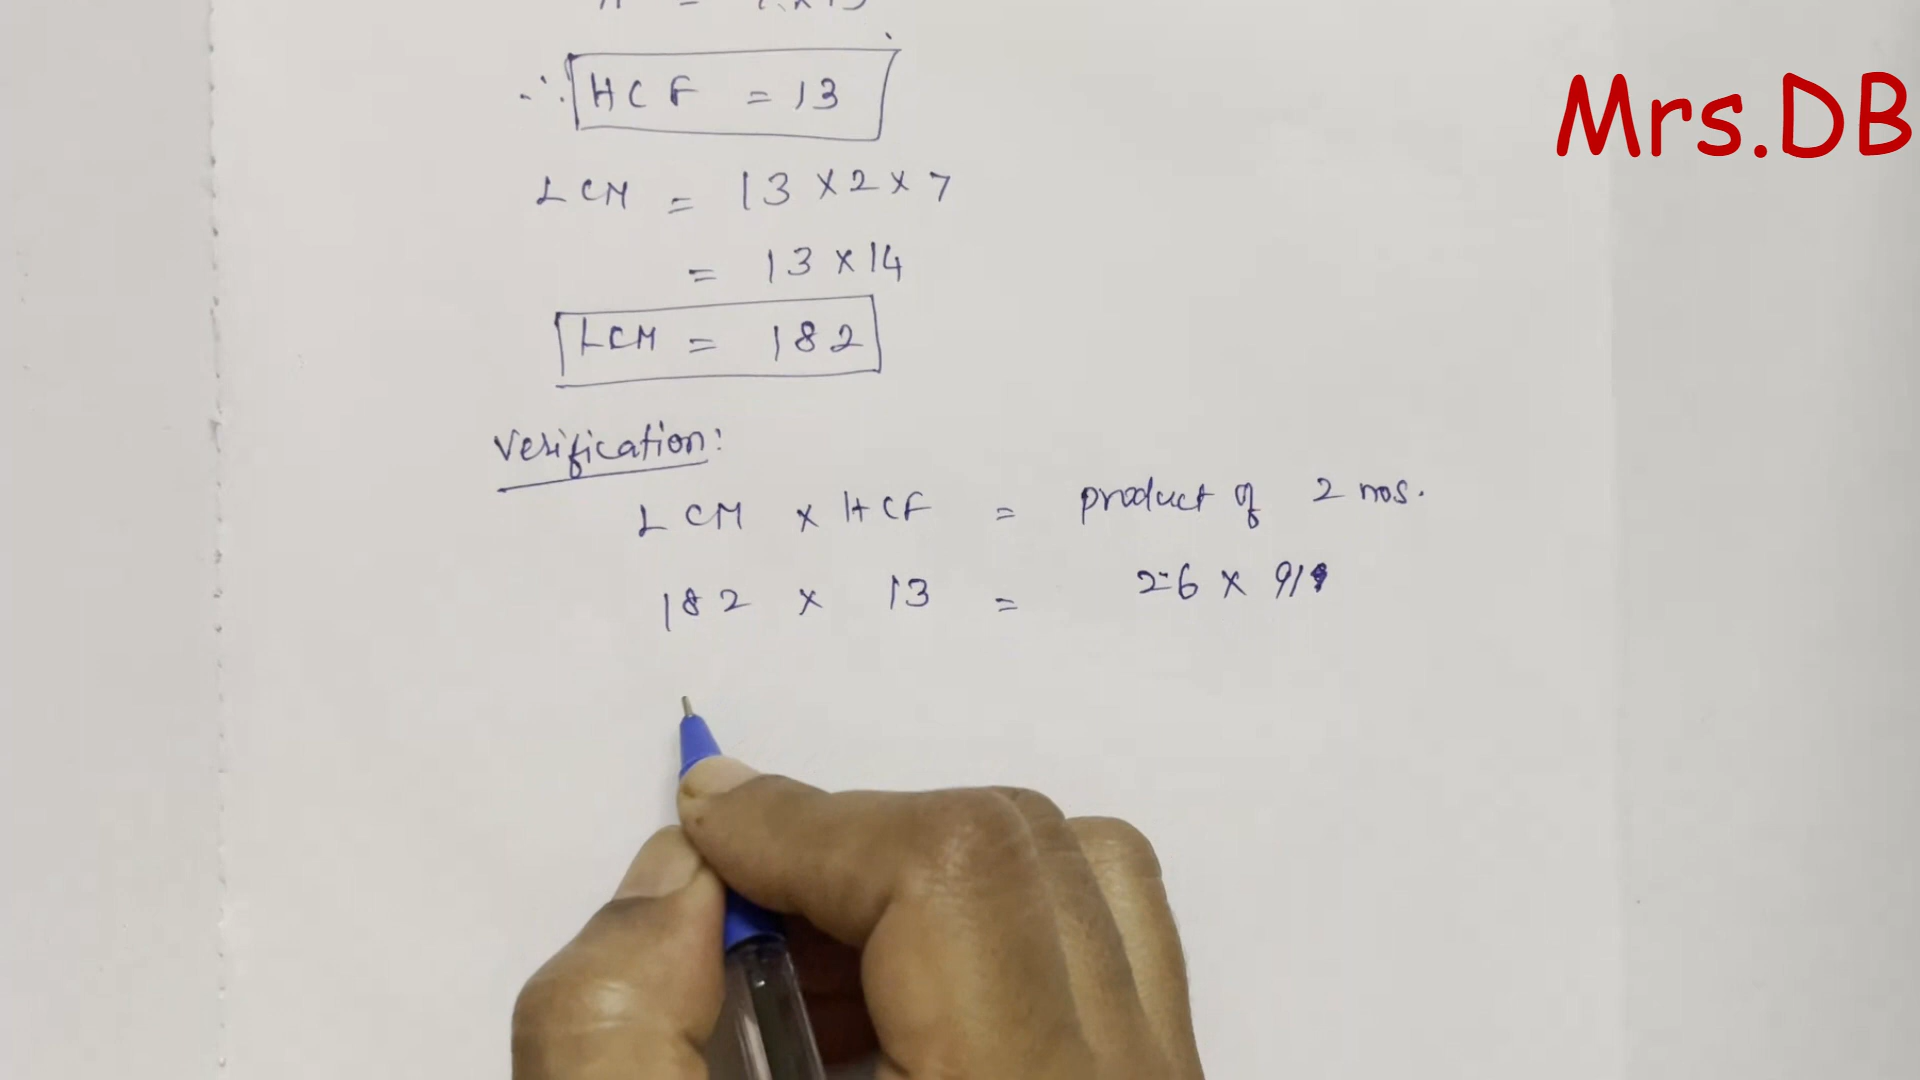 ∴ HCF = 13
Mrs.DB
LCM = 13 × 2 × 7
= 13 × 14
LCM = 182
Verification:
LCM × HCF = product of 2 nos.
182 × 13 = 26 × 91